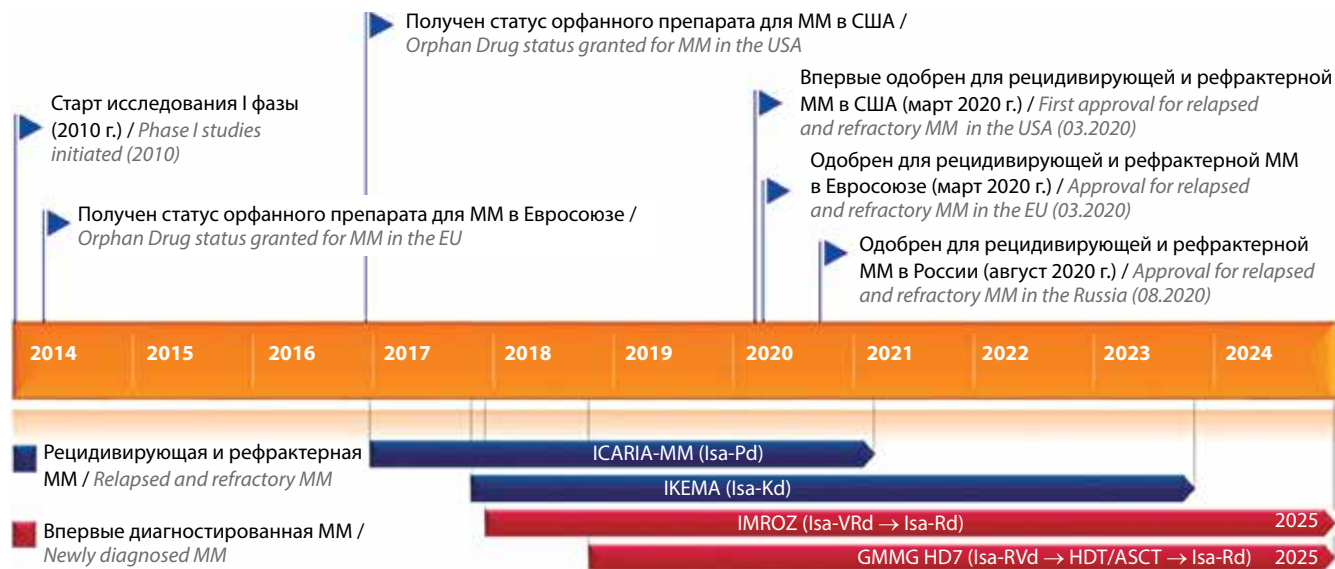 Получен статус орфанного препарата для ММ в США /
Orphan Drug status granted for MM in the USA
Старт исследования I фазы
(2010 г.) / Phase I studies
initiated (2010)
Получен статус орфанного препарата для ММ в Евросоюзе /
Orphan Drug status granted for MM in the EU
Впервые одобрен для рецидивирующей и рефрактерной
ММ в США (март 2020 г.) / First approval for relapsed
and refractory MM in the USA (03.2020)
Одобрен для рецидивирующей и рефрактерной ММ
в Евросоюзе (март 2020 г.) / Approval for relapsed
and refractory MM in the EU (03.2020)
Одобрен для рецидивирующей и рефрактерной
ММ в России (август 2020 г.) / Approval for relapsed
and refractory MM in the Russia (08.2020)
2014 2015 2016 2017 2018 2019 2020 2021 2022 2023 2024
Рецидивирующая и рефрактерная
ММ / Relapsed and refractory MM
ICARIA-MM (Isa-Pd)
IKEMA (Isa-Kd)
Впервые диагностированная ММ /
Newly diagnosed MM
IMROZ (Isa-VRd → Isa-Rd) 2025
GMMG HD7 (Isa-RVd → HDT/ASCT → Isa-Rd) 2025